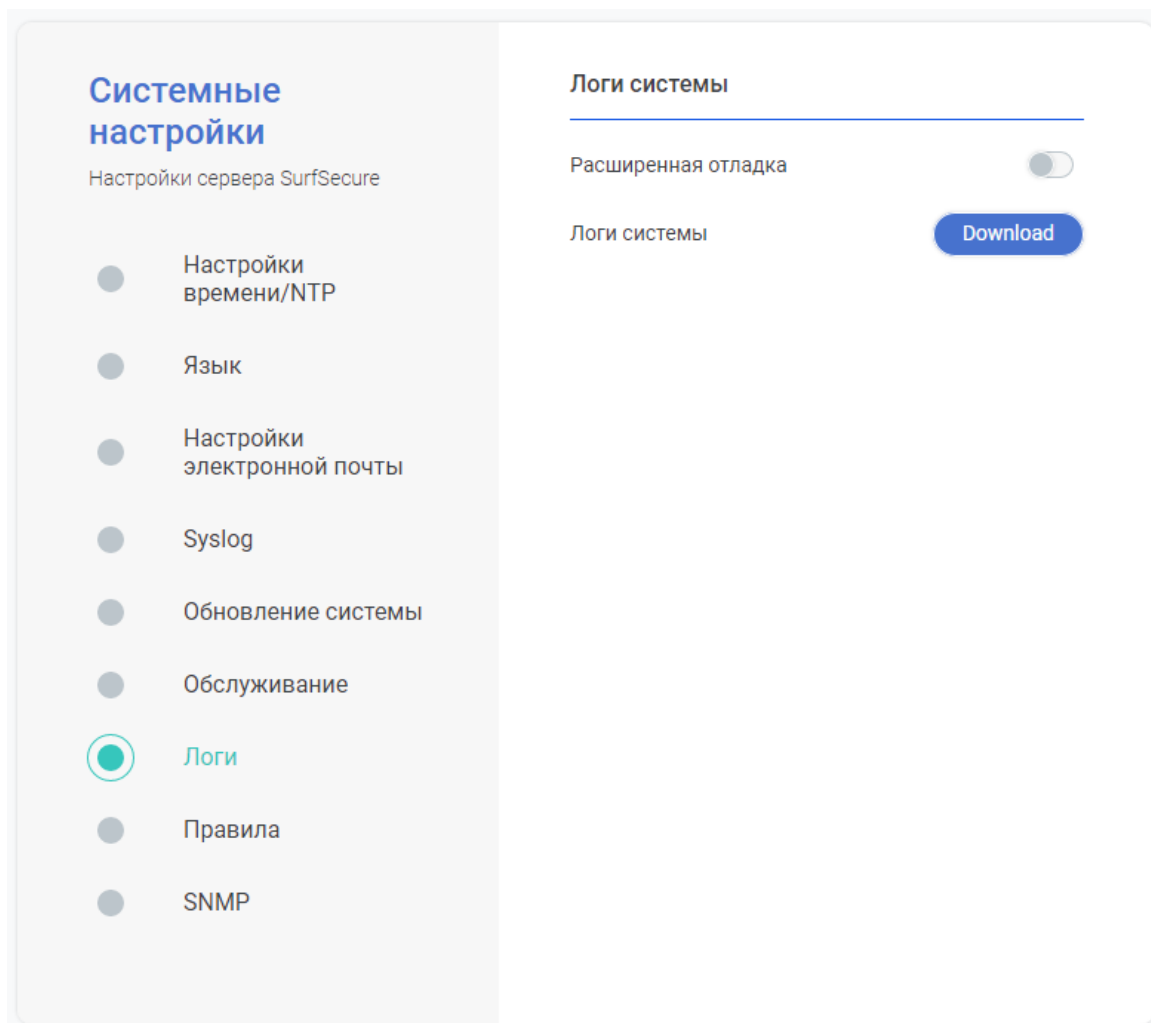 Системные
настройки
Настройки сервера SurfSecure
Настройки
времени/NTP
Язык
Настройки
электронной почты
Syslog
Обновление системы
Обслуживание
Логи
Правила
SNMP
Логи системы
Расширенная отладка
Логи системы
Download